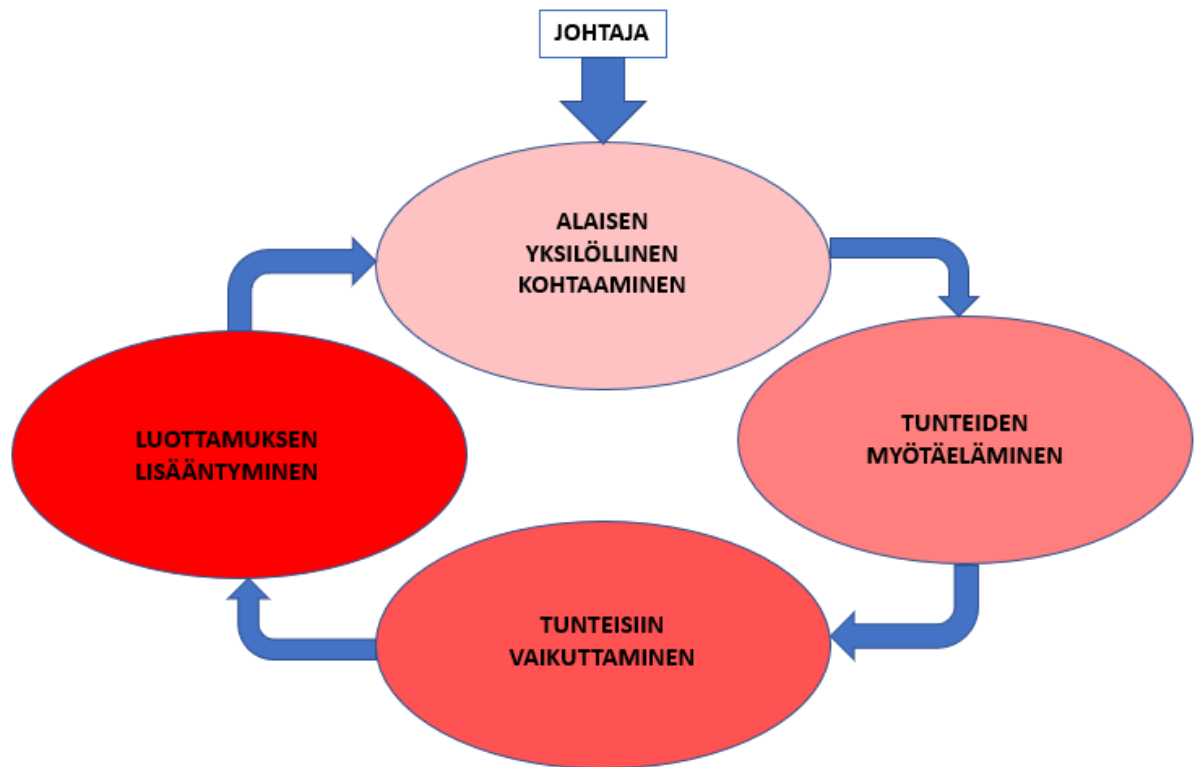 JOHTAJA
ALAISEN
YKSILÖLLINEN
KOHTAAMINEN
TUNTEIDEN
MYÖTÄELÄMINEN
TUNTEISIIN
VAIKUTTAMINEN
LUOTTAMUKSEN
LISÄÄNTYMINEN